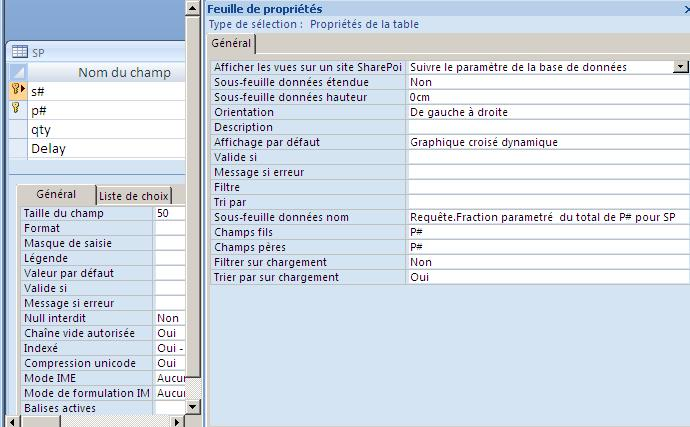 SP
Nom du champ
s#
p#
qty
Delay
Général
Liste de choix
Taille du champ 50
Format
Masque de saisie
Légende
Valeur par défaut
Valide si
Message si erreur
Null interdit Non
Chaîne vide autorisée Oui
Indexé Oui -
Compression unicode Oui
Mode IME Aucu
Mode de formulation IM Aucu
Balises actives
Feuille de propriétés
Type de sélection : Propriétés de la table
Général
Afficher les vues sur un site SharePoi Suivre le paramètre de la base de données
Sous-feuille données étendue Non
Sous-feuille données hauteur 0cm
Orientation De gauche à droite
Description
Affichage par défaut Graphique croisé dynamique
Valide si
Message si erreur
Filtre
Tri par
Sous-feuille données nom Requête.Fraction parametré du total de P# pour SP
Champs fils P#
Champs pères P#
Filtrer sur chargement Non
Trier par sur chargement Oui